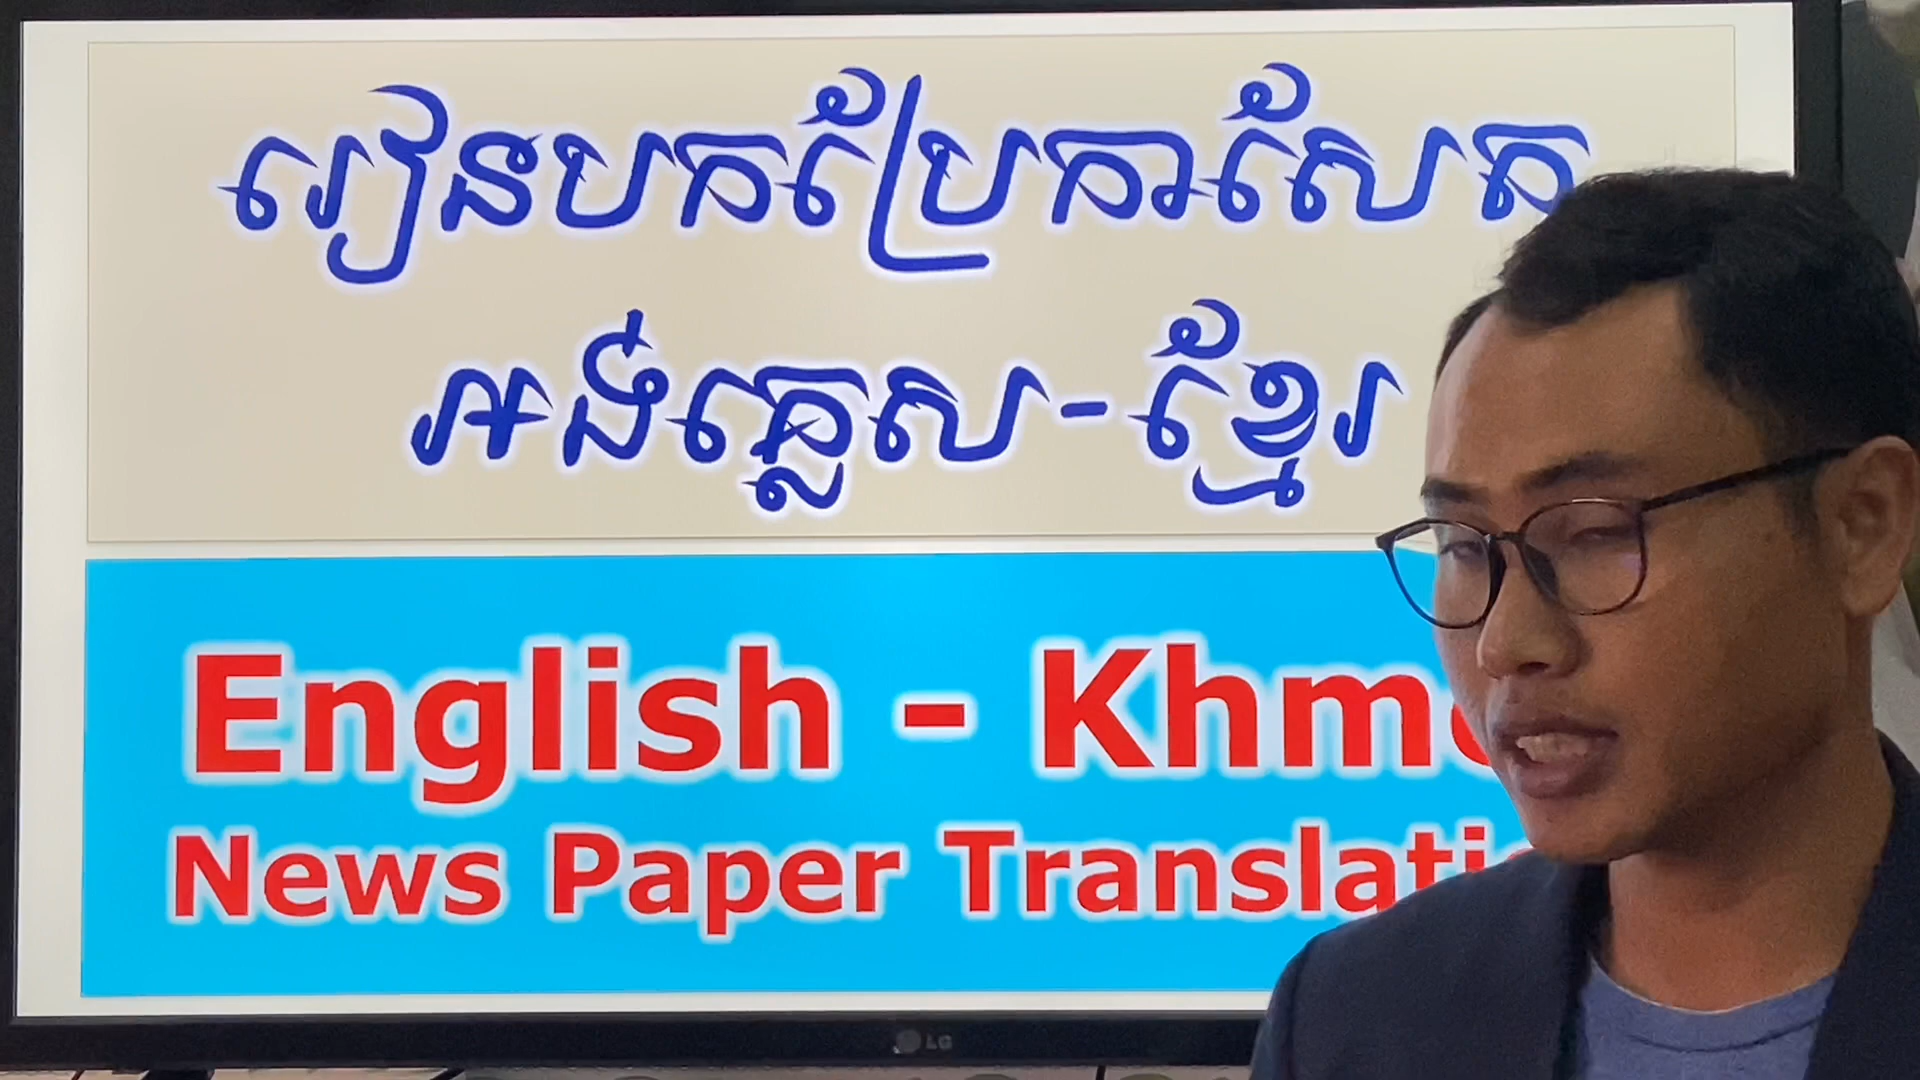 រៀនបកប្រែកាសែត
អង់គ្លេស-ខ្មែរ
English - Khm
News Paper Translati
LG